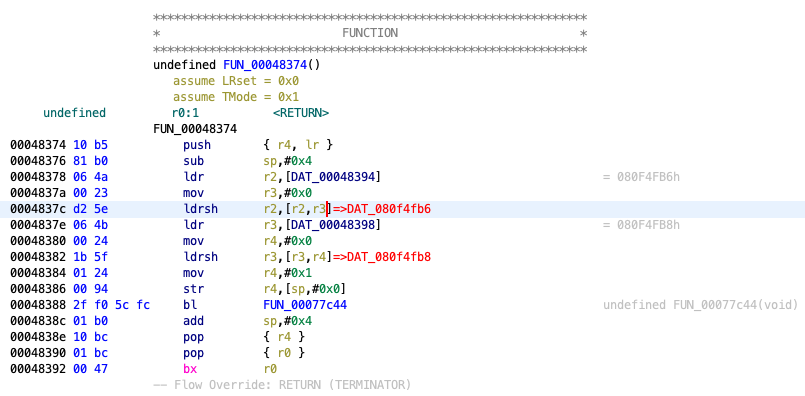 *************************************************************
* FUNCTION *
*************************************************************
undefined FUN_00048374()
assume LRset = 0x0
assume TMode = 0x1
undefined r0:1 <RETURN>
FUN_00048374
00048374 10 b5 push { r4, lr }
00048376 81 b0 sub sp,#0x4
00048378 06 4a ldr r2,[DAT_00048394] = 080F4FB6h
0004837a 00 23 mov r3,#0x0
0004837c d2 5e ldrsh r2,[r2,r3]=>DAT_080f4fb6
0004837e 06 4b ldr r3,[DAT_00048398] = 080F4FB8h
00048380 00 24 mov r4,#0x0
00048382 1b 5f ldrsh r3,[r3,r4]=>DAT_080f4fb8
00048384 01 24 mov r4,#0x1
00048386 00 94 str r4,[sp,#0x0]
00048388 2f f0 5c fc bl FUN_00077c44 undefined FUN_00077c44(void)
0004838c 01 b0 add sp,#0x4
0004838e 10 bc pop { r4 }
00048390 01 bc pop { r0 }
00048392 00 47 bx r0
-- Flow Override: RETURN (TERMINATOR)